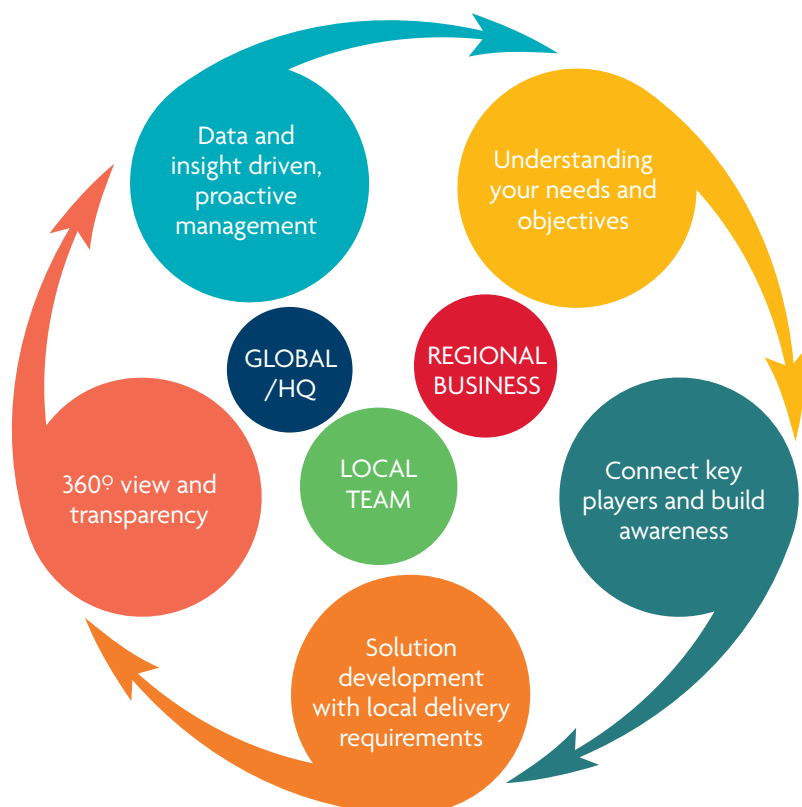 Data and
insight driven,
proactive
management
Understanding
your needs and
objectives
GLOBAL
/HQ
REGIONAL
BUSINESS
LOCAL
TEAM
360º view and
transparency
Connect key
players and build
awareness
Solution
development
with local delivery
requirements